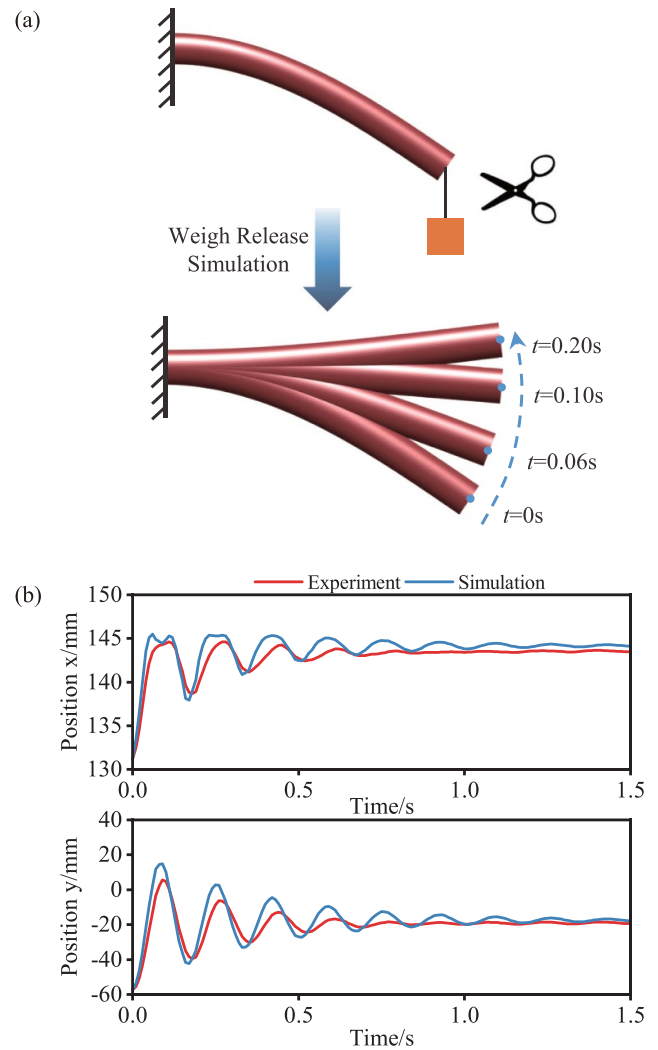 (a)
Weigh Release
Simulation
t=0.20s
t=0.10s
t=0.06s
t=0s
(b)
Experiment Simulation
150
145
140
135
130
Position x/mm
0.0 0.5 1.0 1.5
Time/s
40
20
0
-20
-40
-60
Position y/mm
0.0 0.5 1.0 1.5
Time/s